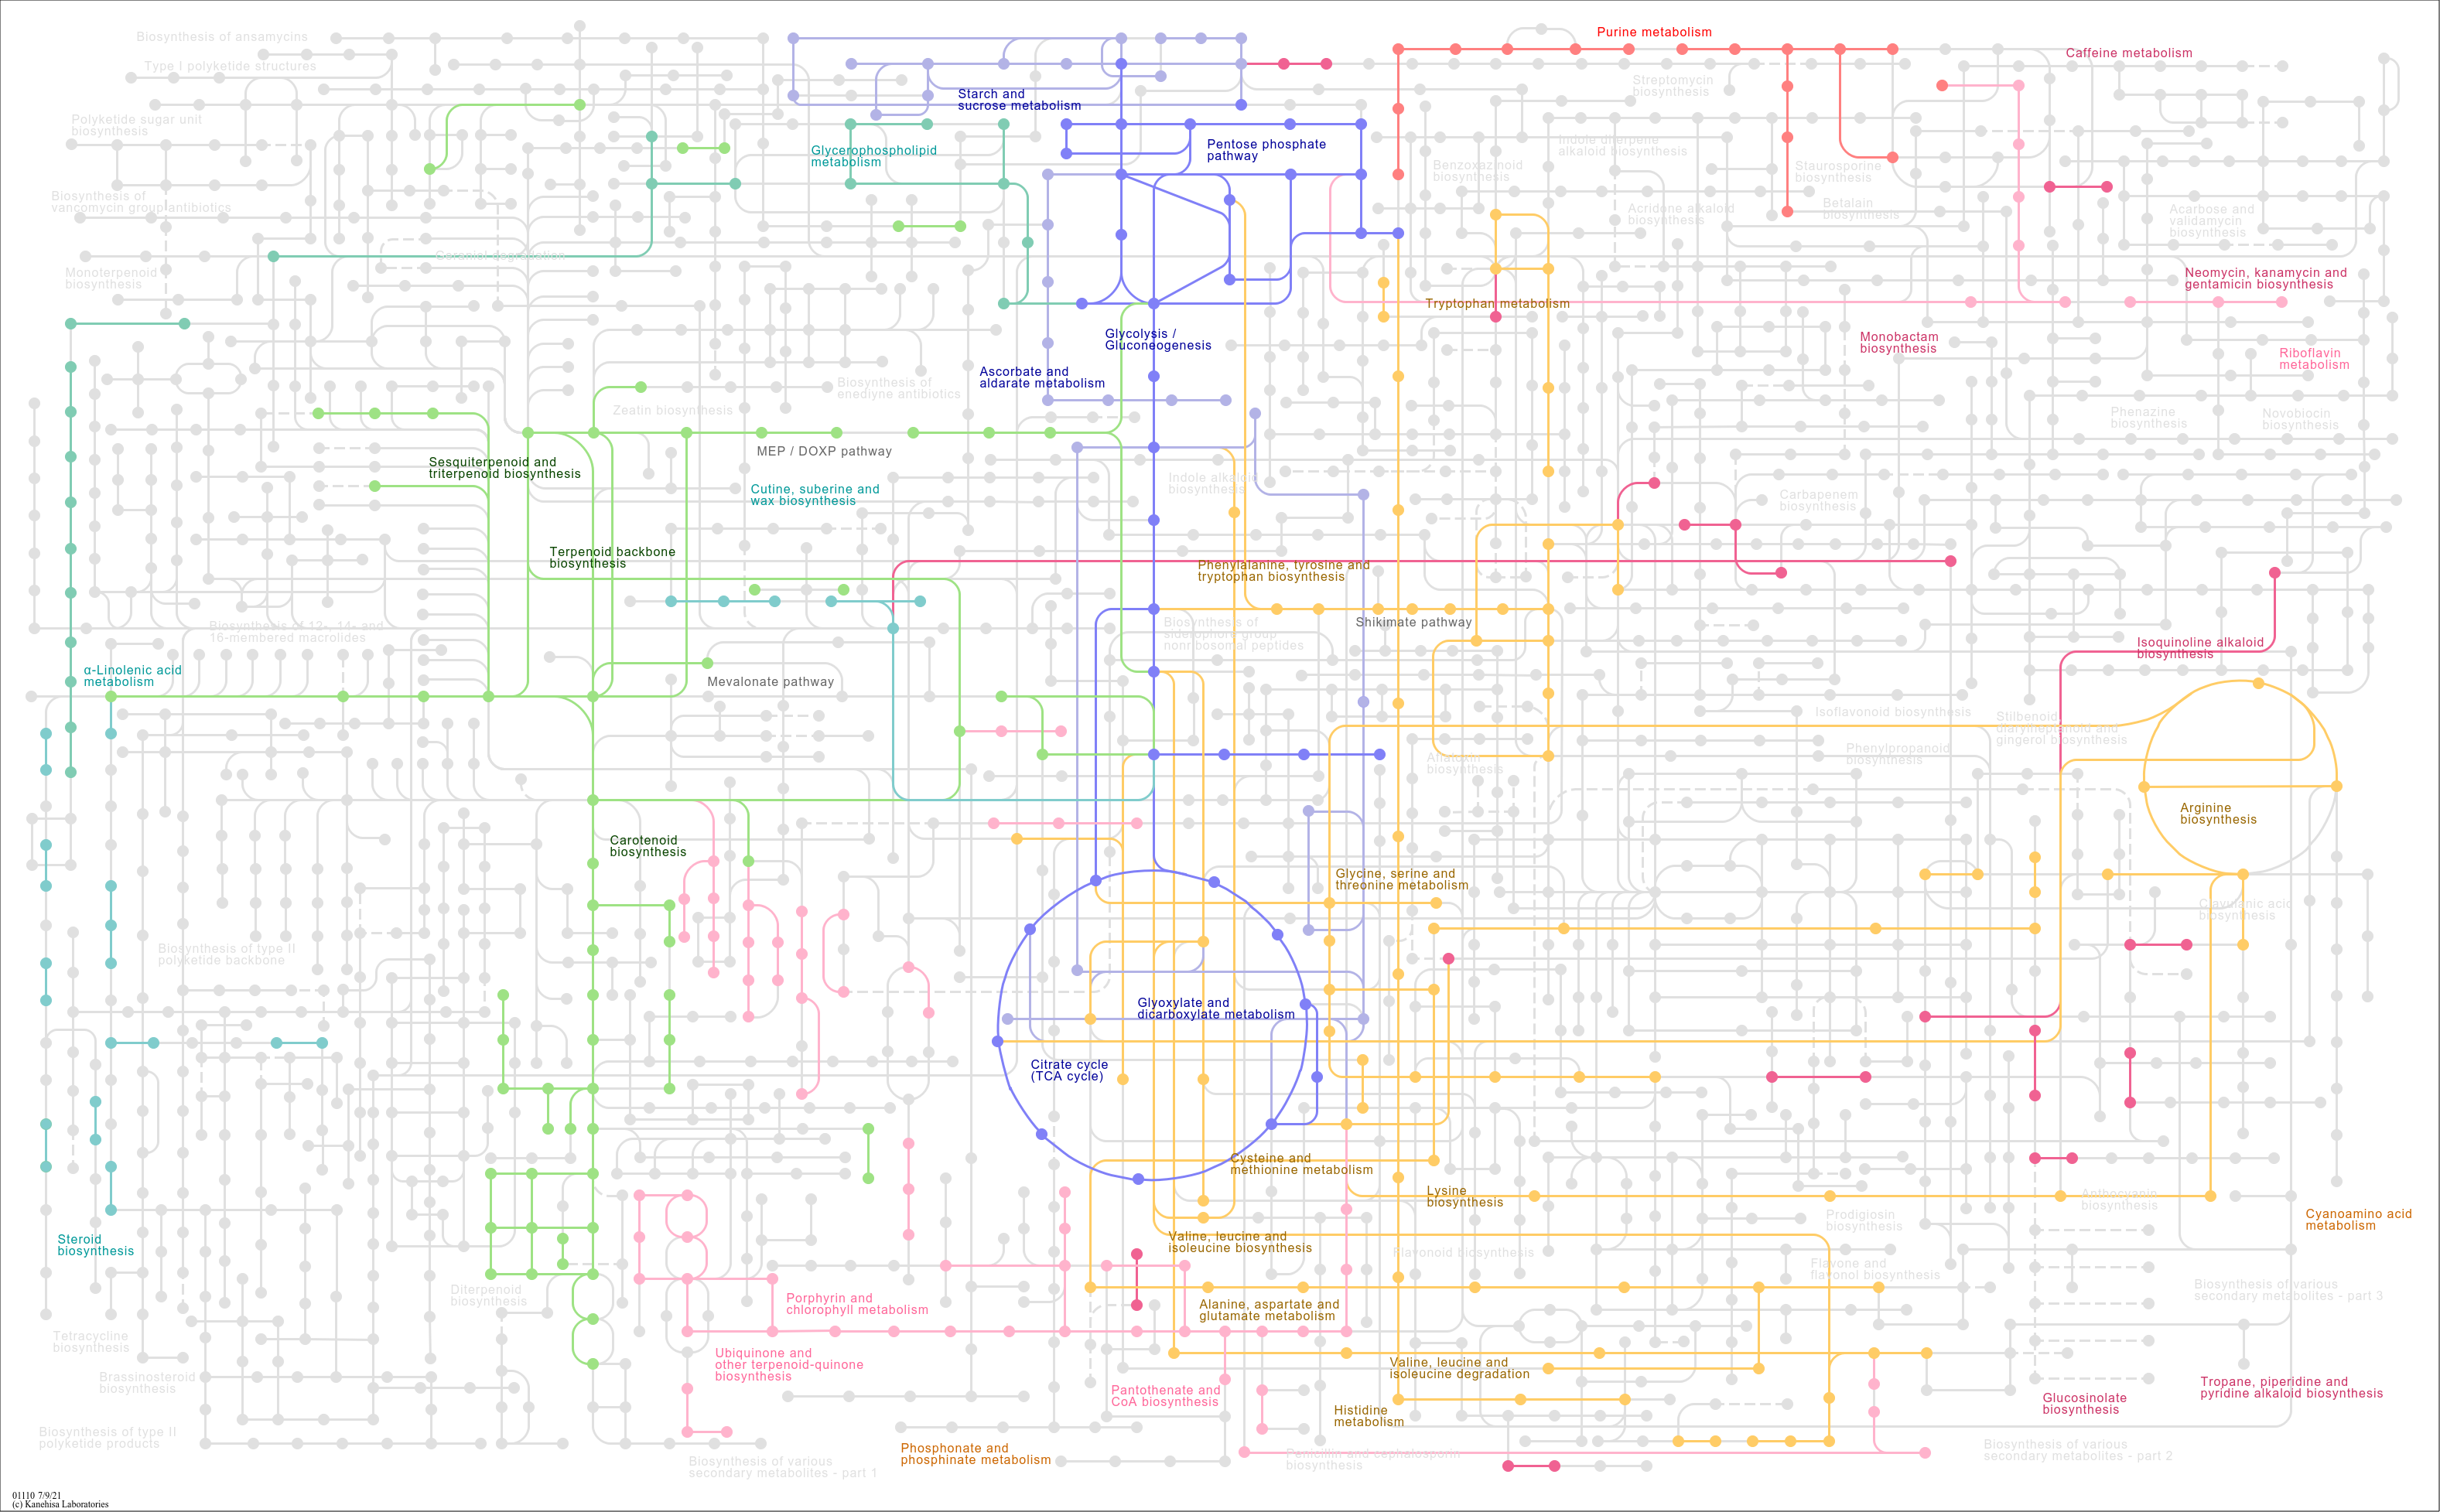 Biosynthesis of ansamycins
Type I polyketide structures
Polyketide sugar unit
biosynthesis
Biosynthesis of
vancomycin group antibiotics
Monoterpenoid
biosynthesis
Geraniol degradation
Starch and
sucrose metabolism
Glycerophospholipid
metabolism
Pentose phosphate
pathway
Purine metabolism
Caffeine metabolism
Streptomycin
biosynthesis
Indole diterpene
alkaloid biosynthesis
Benzoxazinoid
biosynthesis
Staurosporine
biosynthesis
Acridone alkaloid
biosynthesis
Betalain
biosynthesis
Acarbose and
validamycin
biosynthesis
Neomycin, kanamycin and
gentamicin biosynthesis
Tryptophan metabolism
Monobactam
biosynthesis
Riboflavin
metabolism
Glycolysis /
Gluconeogenesis
Ascorbate and
aldarate metabolism
Biosynthesis of
enediyne antibiotics
Zeatin biosynthesis
MEP / DOXP pathway
Phenazine
biosynthesis
Novobiocin
biosynthesis
Sesquiterpenoid and
triterpenoid biosynthesis
Cutine, suberine and
wax biosynthesis
Indole alkaloid
biosynthesis
Carbapenem
biosynthesis
Terpenoid backbone
biosynthesis
Phenylalanine, tyrosine and
tryptophan biosynthesis
Biosynthesis of 12-, 14- and
16-membered macrolides
Biosynthesis of
siderophore group
nonribosomal peptides
Shikimate pathway
Isoquinoline alkaloid
biosynthesis
α-Linolenic acid
metabolism
Mevalonate pathway
Isoflavonoid biosynthesis
Stilbenoid,
diarylheptanoid and
gingerol biosynthesis
Aflatoxin
biosynthesis
Phenylpropanoid
biosynthesis
Arginine
biosynthesis
Carotenoid
biosynthesis
Glycine, serine and
threonine metabolism
Clavulanic acid
biosynthesis
Biosynthesis of type II
polyketide backbone
Glyoxylate and
dicarboxylate metabolism
Citrate cycle
(TCA cycle)
Cysteine and
methionine metabolism
Lysine
biosynthesis
Anthocyanin
biosynthesis
Prodigiosin
biosynthesis
Cyanoamino acid
metabolism
Steroid
biosynthesis
Valine, leucine and
isoleucine biosynthesis
Flavonoid biosynthesis
Flavone and
flavonol biosynthesis
Diterpenoid
biosynthesis
Porphyrin and
chlorophyll metabolism
Alanine, aspartate and
glutamate metabolism
Biosynthesis of various
secondary metabolites - part 3
Tetracycline
biosynthesis
Ubiquinone and
other terpenoid-quinone
biosynthesis
Valine, leucine and
isoleucine degradation
Brassinosteroid
biosynthesis
Pantothenate and
CoA biosynthesis
Tropane, piperidine and
pyridine alkaloid biosynthesis
Glucosinolate
biosynthesis
Histidine
metabolism
Biosynthesis of type II
polyketide products
Phosphonate and
phosphinate metabolism
Penicillin and cephalosporin
biosynthesis
Biosynthesis of various
secondary metabolites - part 2
Biosynthesis of various
secondary metabolites - part 1
01110 7/9/21
(c) Kanehisa Laboratories